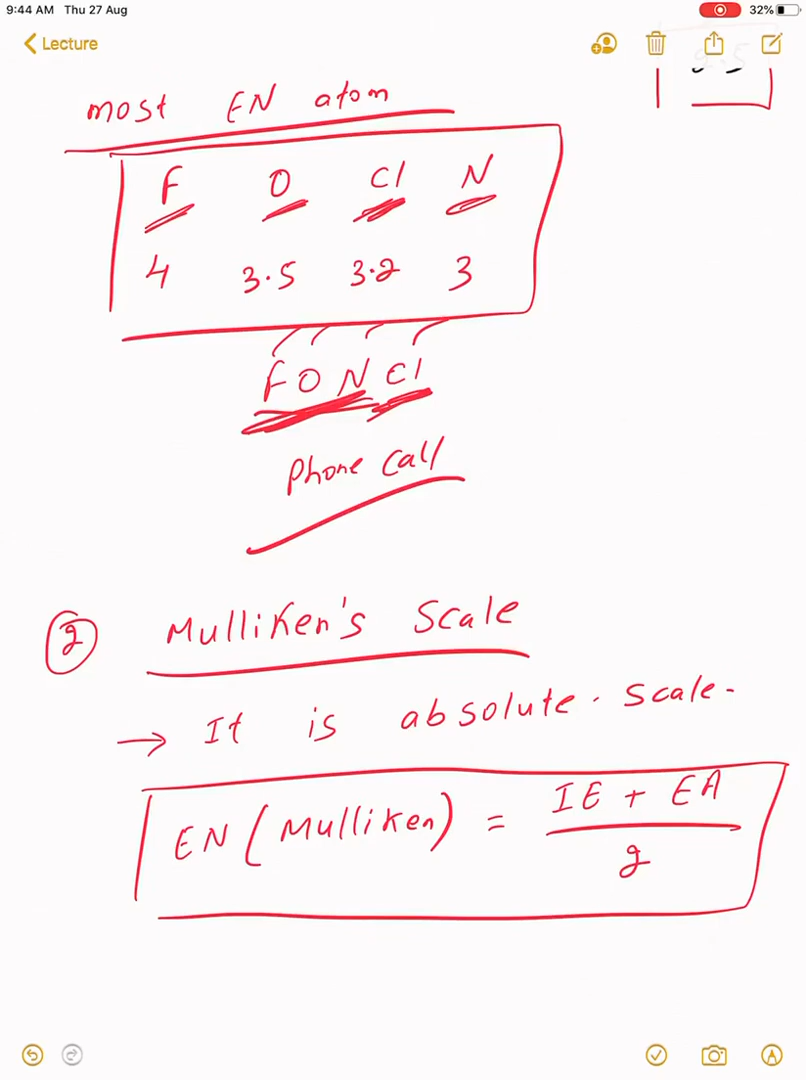 9:44 AM Thu 27 Aug 32%
Lecture
most EN atom
F O Cl N
4 3.5 3.2 3
F O N Cl
Phone call
2 Mulliken's Scale
→ It is absolute. scale.
EN (Mulliken) = IE + EA
2